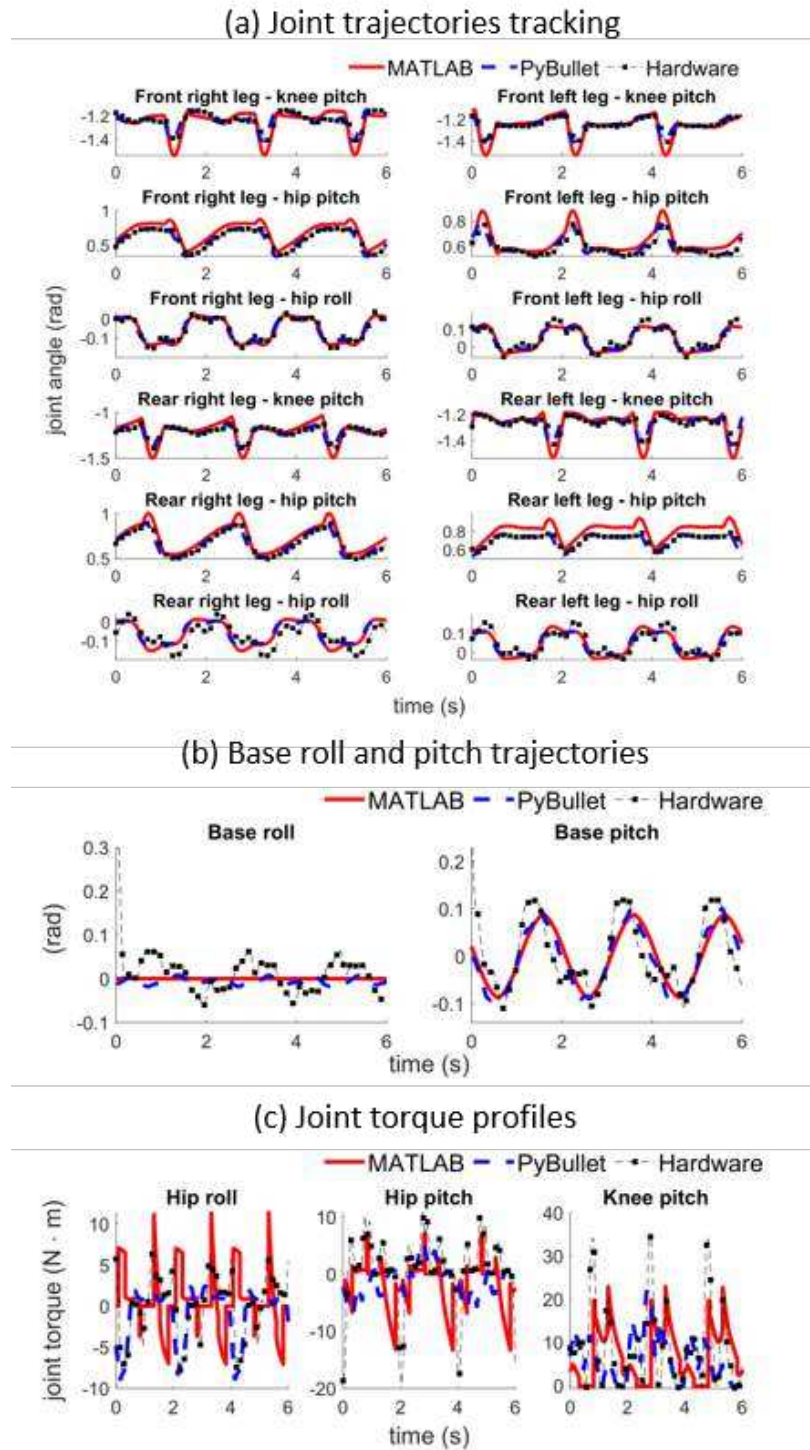 (a) Joint trajectories tracking
MATLAB PyBullet Hardware
Front right leg - knee pitch Front left leg - knee pitch
-1.2 -1.2
-1.4 -1.4
0 2 4 6 0 2 4 6
Front right leg - hip pitch Front left leg - hip pitch
1 0.8
0.5 0.6
0 2 4 6 0 2 4 6
Front right leg - hip roll Front left leg - hip roll
0 0.1
-0.1 0
0 2 4 6 0 2 4 6
Rear right leg - knee pitch Rear left leg - knee pitch
-1 -1.2
-1.5 -1.4
0 2 4 6 0 2 4 6
Rear right leg - hip pitch Rear left leg - hip pitch
1 0.8
0.5 0.6
0 2 4 6 0 2 4 6
Rear right leg - hip roll Rear left leg - hip roll
0 0.1
-0.1 0
0 2 4 6 0 2 4 6
joint angle (rad)
time (s)
(b) Base roll and pitch trajectories
MATLAB PyBullet Hardware
Base roll Base pitch
0.3 0.2
0.2 0.1
0.1 0
0 -0.1
-0.1
0 2 4 6 0 2 4 6
(rad)
time (s)
(c) Joint torque profiles
MATLAB PyBullet Hardware
Hip roll Hip pitch Knee pitch
10 10 40
5 0 30
0 -10 20
-5 -20 10
-10 0
0 2 4 6 0 2 4 6 0 2 4 6
joint torque (N · m)
time (s)